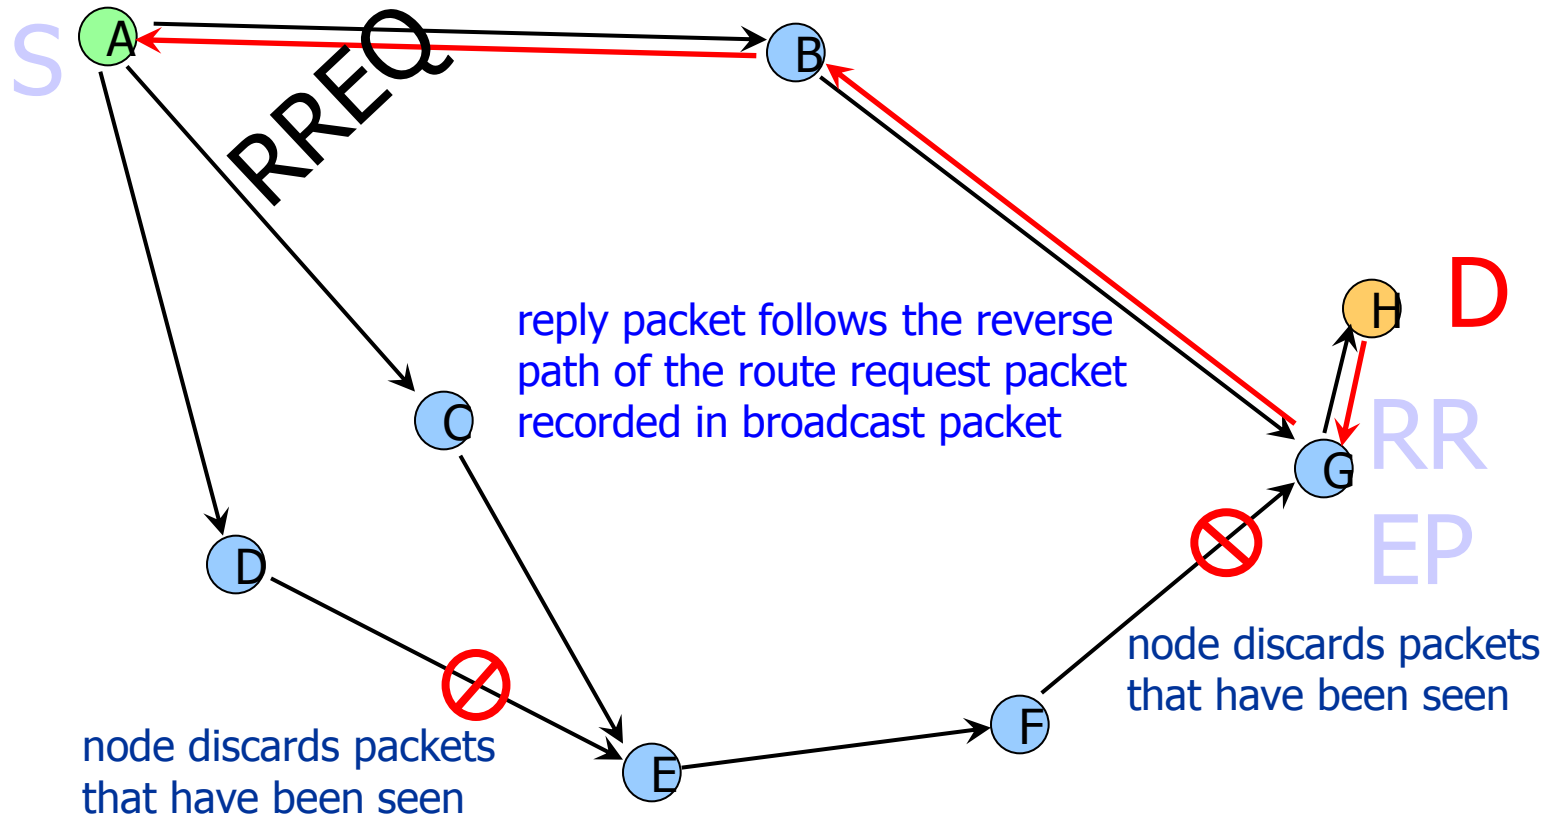 S
A
B
RREQ
H
D
reply packet follows the reverse
path of the route request packet
recorded in broadcast packet
C
G
RR
EP
D
node discards packets
that have been seen
F
E
node discards packets
that have been seen